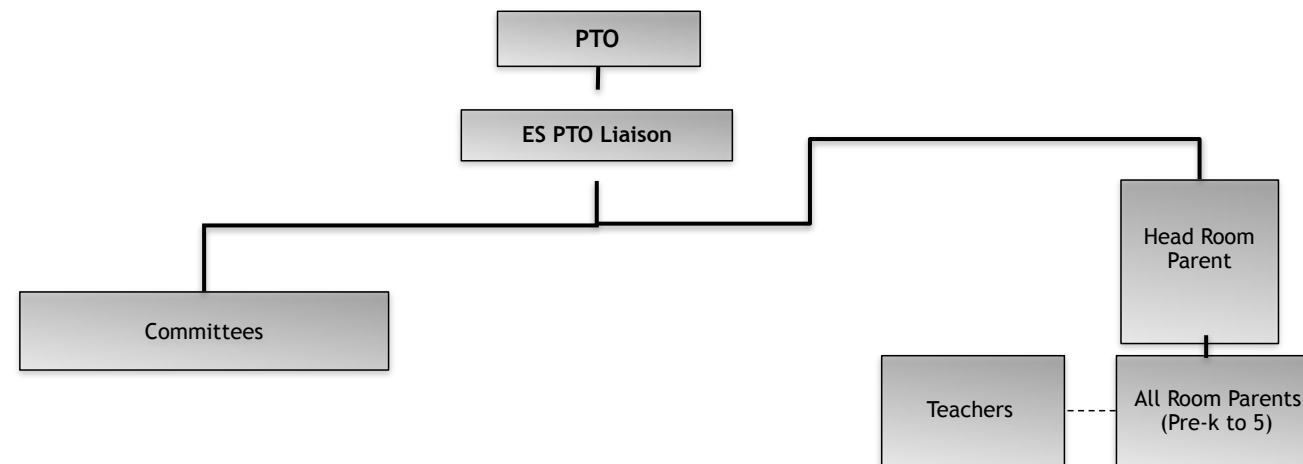 PTO
ES PTO Liaison
Head Room
Parent
Committees
Teachers
All Room Parents
(Pre-k to 5)